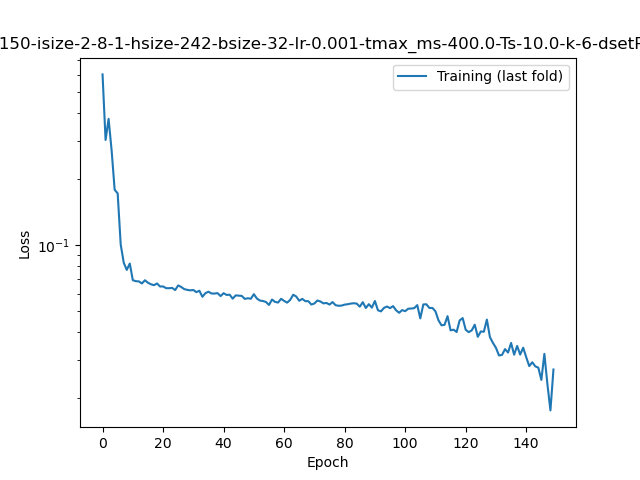 150-isize-2-8-1-hsize-242-bsize-32-lr-0.001-tmax_ms-400.0-Ts-10.0-k-6-dsetF
Training (last fold)
Loss
10⁻¹
0 20 40 60 80 100 120 140
Epoch